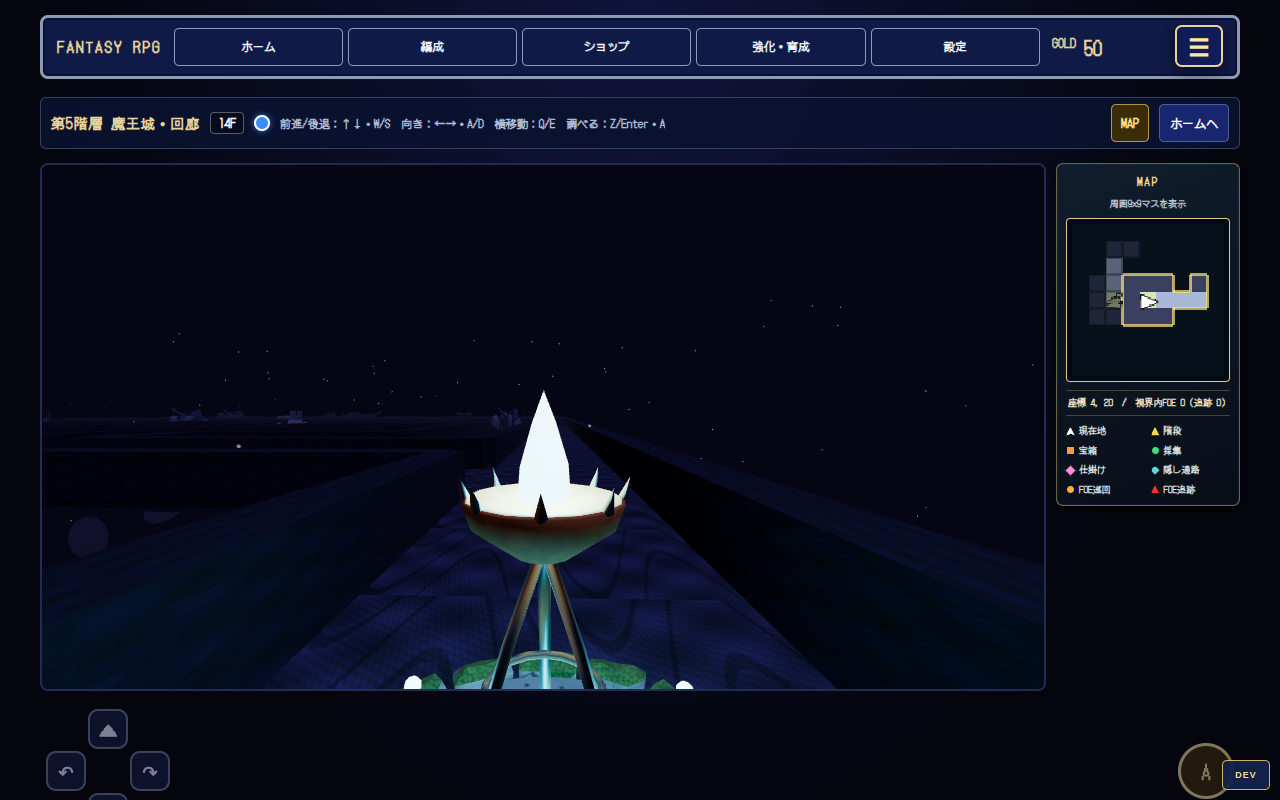 FANTASY RPG
ホーム
編成
ショップ
強化・育成
設定
GOLD 50
第5階層 魔王城・回廊
14F
前進/後退：↑↓・W/S 向き：←→・A/D 横移動：Q/E 調べる：Z/Enter・A
MAP
ホームへ
MAP
周囲9x9マスを表示
座標 4, 20 / 視界内FOE 0（追跡 0）
現在地
階段
宝箱
採集
仕掛け
隠し通路
FOE巡回
FOE追跡
A
DEV